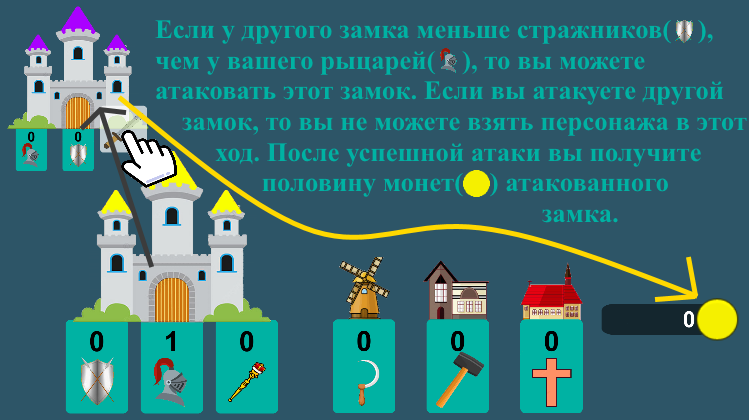 Если у другого замка меньше стражников( ),
чем у вашего рыцарей( ), то вы можете
атаковать этот замок. Если вы атакуете другой
замок, то вы не можете взять персонажа в этот
ход. После успешной атаки вы получите
половину монет( ) атакованного
замка.
0 0
0
0 1 0 0 0 0